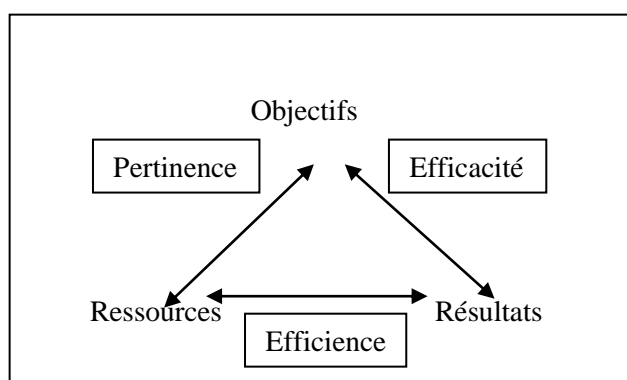 Objectifs
Pertinence Efficacité
Ressources Résultats
Efficience